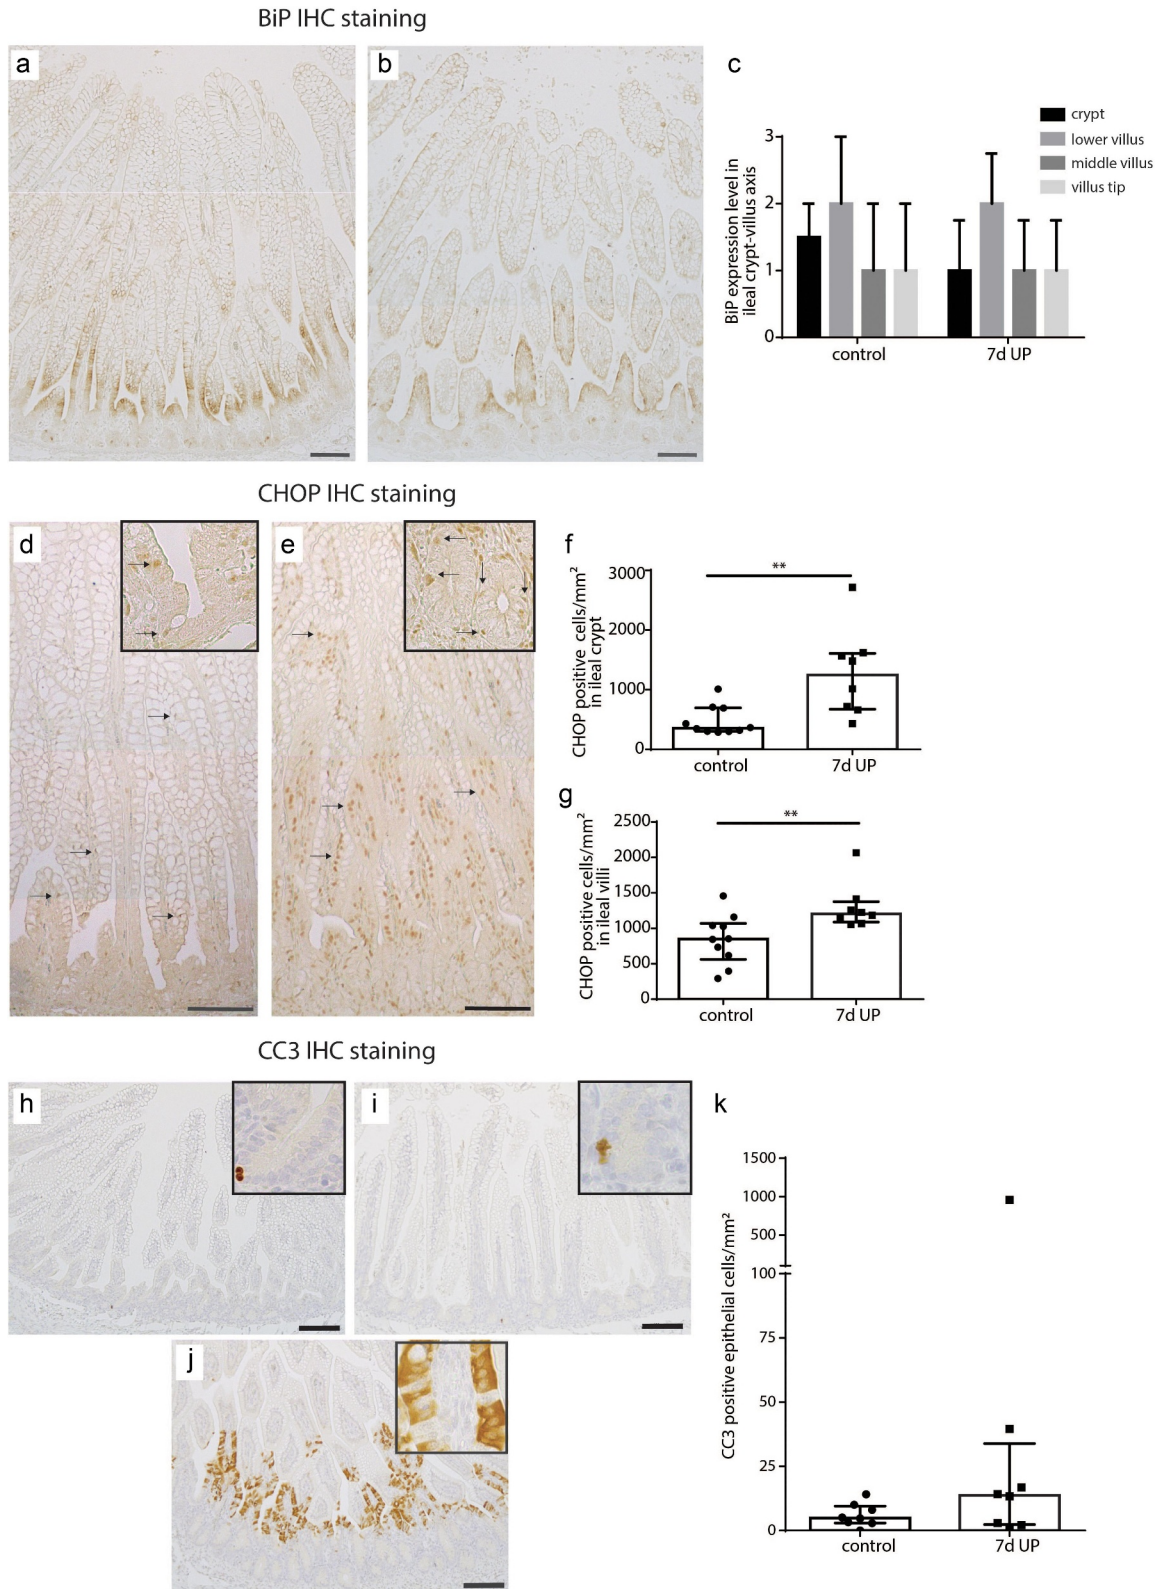 BiP IHC staining
a
b
c
BiP expression level in
ileal crypt-villus axis
3
2
1
0
control
7d UP
crypt
lower villus
middle villus
villus tip
CHOP IHC staining
d
e
f
CHOP positive cells/mm²
in ileal crypt
3000
2000
1000
0
**
control
7d UP
g
CHOP positive cells/mm²
in ileal villi
2500
2000
1500
1000
500
0
**
control
7d UP
CC3 IHC staining
h
i
j
k
CC3 positive epithelial cells/mm²
1500
1000
500
100
75
50
25
0
control
7d UP